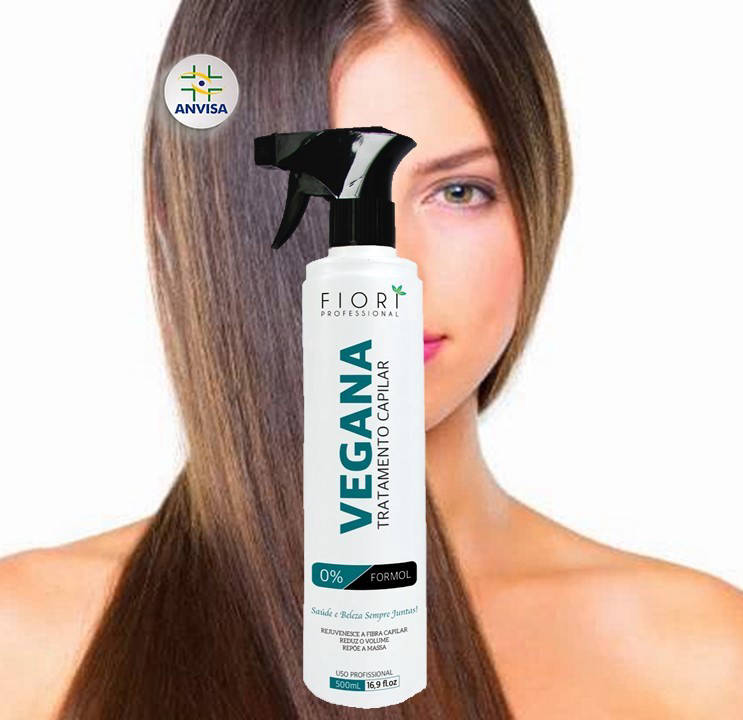 ANVISA
FIORI
PROFESSIONAL
VEGANA
TRATAMENTO CAPILAR
0% FORMOL
Saúde e Beleza Sempre Juntas!
REJUVENESCE A FIBRA CAPILAR
REDUZ O VOLUME
REPÕE A MASSA
USO PROFISSIONAL
500mL 16,9 fl.oz